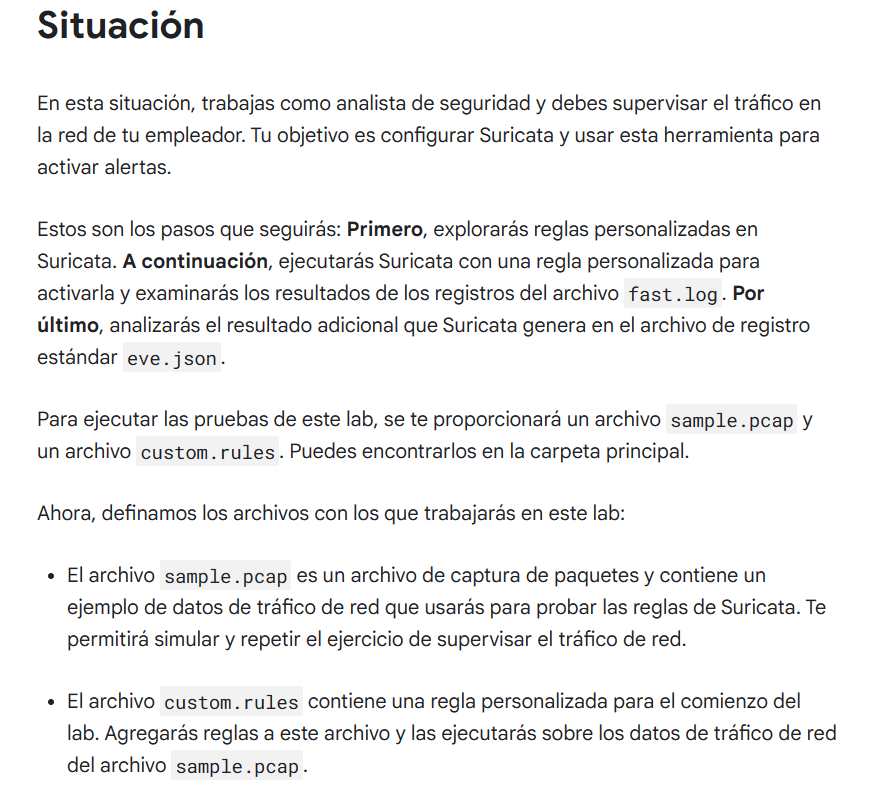 Situación
En esta situación, trabajas como analista de seguridad y debes supervisar el tráfico en
la red de tu empleador. Tu objetivo es configurar Suricata y usar esta herramienta para
activar alertas.
Estos son los pasos que seguirás: Primero, explorarás reglas personalizadas en
Suricata. A continuación, ejecutarás Suricata con una regla personalizada para
activarla y examinarás los resultados de los registros del archivo fast.log. Por
último, analizarás el resultado adicional que Suricata genera en el archivo de registro
estándar eve.json.
Para ejecutar las pruebas de este lab, se te proporcionará un archivo sample.pcap y
un archivo custom.rules. Puedes encontrarlos en la carpeta principal.
Ahora, definamos los archivos con los que trabajarás en este lab:
• El archivo sample.pcap es un archivo de captura de paquetes y contiene un
ejemplo de datos de tráfico de red que usarás para probar las reglas de Suricata. Te
permitirá simular y repetir el ejercicio de supervisar el tráfico de red.
• El archivo custom.rules contiene una regla personalizada para el comienzo del
lab. Agregarás reglas a este archivo y las ejecutarás sobre los datos de tráfico de red
del archivo sample.pcap.